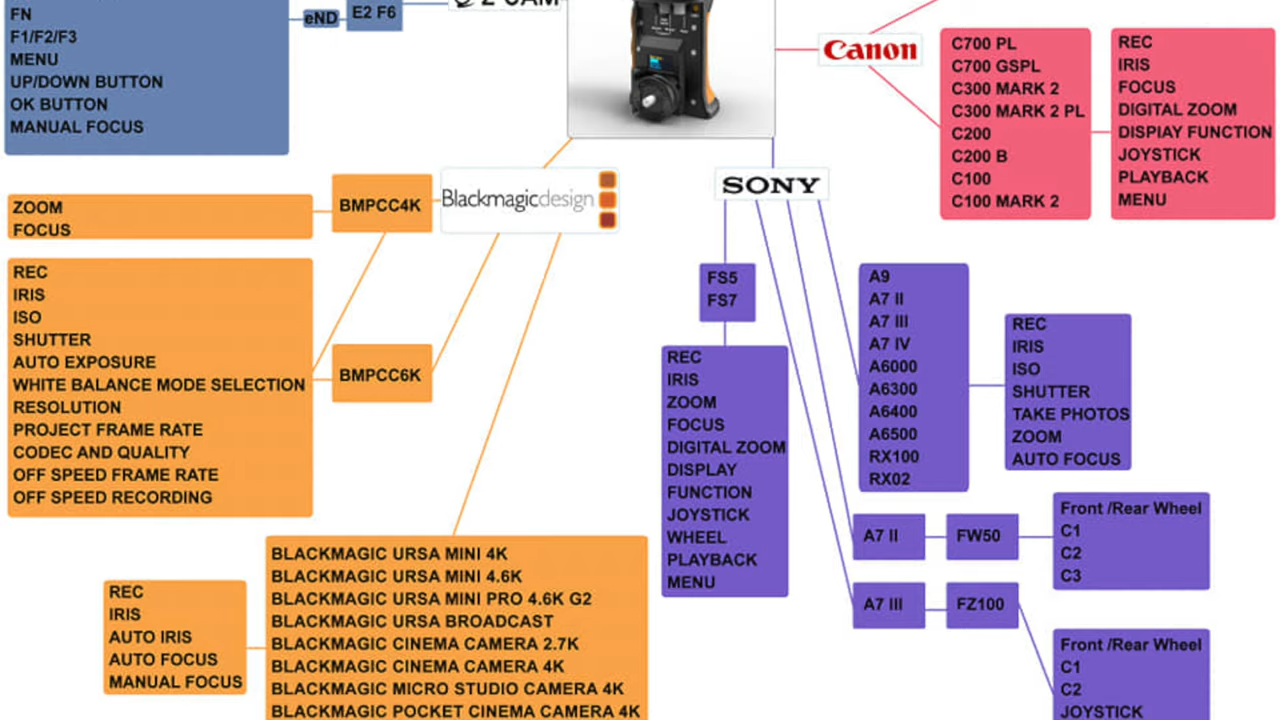 FN
F1/F2/F3
MENU
UP/DOWN BUTTON
OK BUTTON
MANUAL FOCUS
eND
E2 F6
Z CAM
Canon
C700 PL
C700 GSPL
C300 MARK 2
C300 MARK 2 PL
C200
C200 B
C100
C100 MARK 2
REC
IRIS
FOCUS
DIGITAL ZOOM
DISPIAY FUNCTION
JOYSTICK
PLAYBACK
MENU
ZOOM
FOCUS
BMPCC4K
Blackmagicdesign
REC
IRIS
ISO
SHUTTER
AUTO EXPOSURE
WHITE BALANCE MODE SELECTION
RESOLUTION
PROJECT FRAME RATE
CODEC AND QUALITY
OFF SPEED FRAME RATE
OFF SPEED RECORDING
BMPCC6K
REC
IRIS
AUTO IRIS
AUTO FOCUS
MANUAL FOCUS
BLACKMAGIC URSA MINI 4K
BLACKMAGIC URSA MINI 4.6K
BLACKMAGIC URSA MINI PRO 4.6K G2
BLACKMAGIC URSA BROADCAST
BLACKMAGIC CINEMA CAMERA 2.7K
BLACKMAGIC CINEMA CAMERA 4K
BLACKMAGIC MICRO STUDIO CAMERA 4K
BLACKMAGIC POCKET CINEMA CAMERA 4K
SONY
FS5
FS7
REC
IRIS
ZOOM
FOCUS
DIGITAL ZOOM
DISPLAY
FUNCTION
JOYSTICK
WHEEL
PLAYBACK
MENU
A9
A7 II
A7 III
A7 IV
A6000
A6300
A6400
A6500
RX100
RX02
REC
IRIS
ISO
SHUTTER
TAKE PHOTOS
ZOOM
AUTO FOCUS
A7 II
FW50
Front /Rear Wheel
C1
C2
C3
A7 III
FZ100
Front /Rear Wheel
C1
C2
JOYSTICK